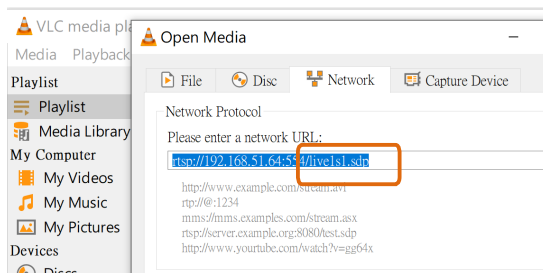 VLC media pla
Open Media
Media Playback
File Disc Network Capture Device
Playlist
Playlist
Media Library
My Computer
My Videos
My Music
My Pictures
Devices
Discs
Network Protocol
Please enter a network URL:
rtsp://192.168.51.64:554/live1s1.sdp
http://www.example.com/stream.avi
rtp://@:1234
mms://mms.examples.com/stream.asx
rtsp://server.example.org:8080/test.sdp
http://www.yourtube.com/watch?v=gg64x